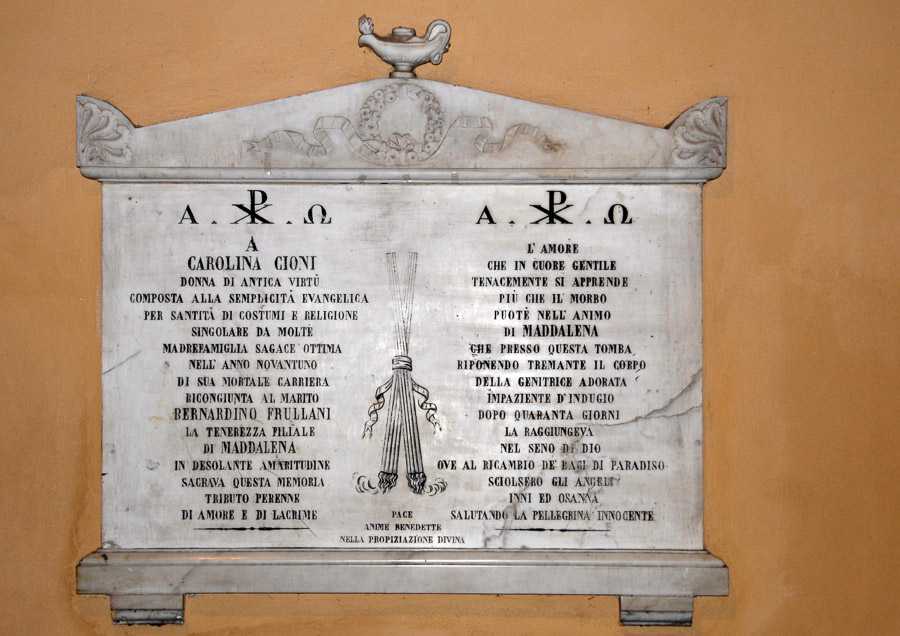 Α . ☧ . Ω
A
CAROLINA CIONI
DONNA DI ANTICA VIRTÙ
COMPOSTA ALLA SEMPLICITÀ EVANGELICA
PER SANTITÀ DI COSTUMI E RELIGIONE
SINGOLARE DA MOLTE
MADREFAMIGLIA SAGACE OTTIMA
NELL' ANNO NOVANTUNO
DI SUA MORTALE CARRIERA
RICONGIUNTA AL MARITO
BERNARDINO FRULLANI
LA TENEREZZA FILIALE
DI MADDALENA
IN DESOLANTE AMARITUDINE
SACRAVA QUESTA MEMORIA
TRIBUTO PERENNE
DI AMORE E DI LACRIME
Α . ☧ . Ω
L' AMORE
CHE IN CUORE GENTILE
TENACEMENTE SI APPRENDE
PIÙ CHE IL MORBO
PUOTÈ NELL' ANIMO
DI MADDALENA
CHE PRESSO QUESTA TOMBA
RIPONENDO TREMANTE IL CORPO
DELLA GENITRICE ADORATA
IMPAZIENTE D'INDUGIO
DOPO QUARANTA GIORNI
LA RAGGIUNGEVA
NEL SENO DI DIO
OVE AL RICAMBIO DE' BACI DI PARADISO
SCIOLSERO GLI ANGELI
INNI ED OSANNA
SALUTANDO LA PELLEGRINA INNOCENTE
PACE
ANIME BENEDETTE
NELLA PROPIZIAZIONE DIVINA